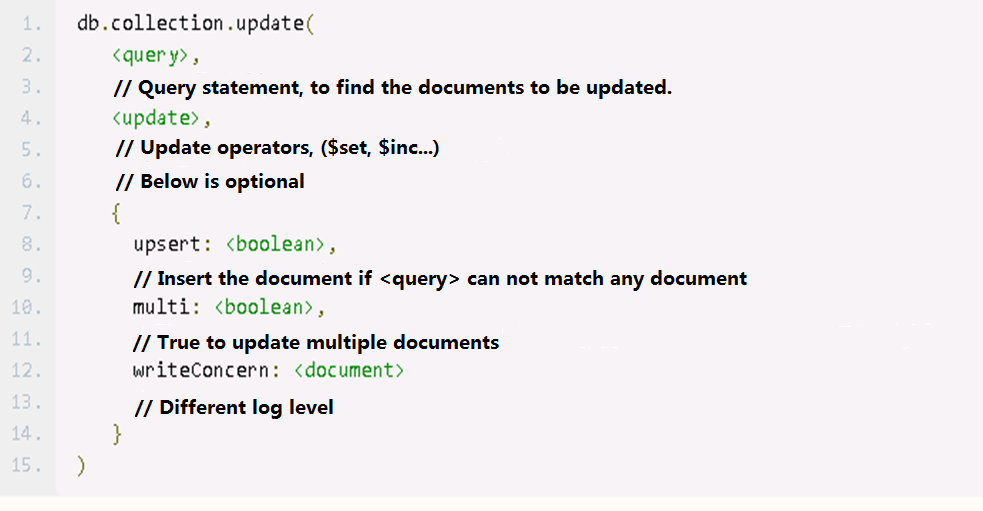 1. db.collection.update(
2. <query>,
3. // Query statement, to find the documents to be updated.
4. <update>,
5. // Update operators, ($set, $inc...)
6. // Below is optional
7. {
8. upsert: <boolean>,
9. // Insert the document if <query> can not match any document
10. multi: <boolean>,
11. // True to update multiple documents
12. writeConcern: <document>
13. // Different log level
14. }
15. )